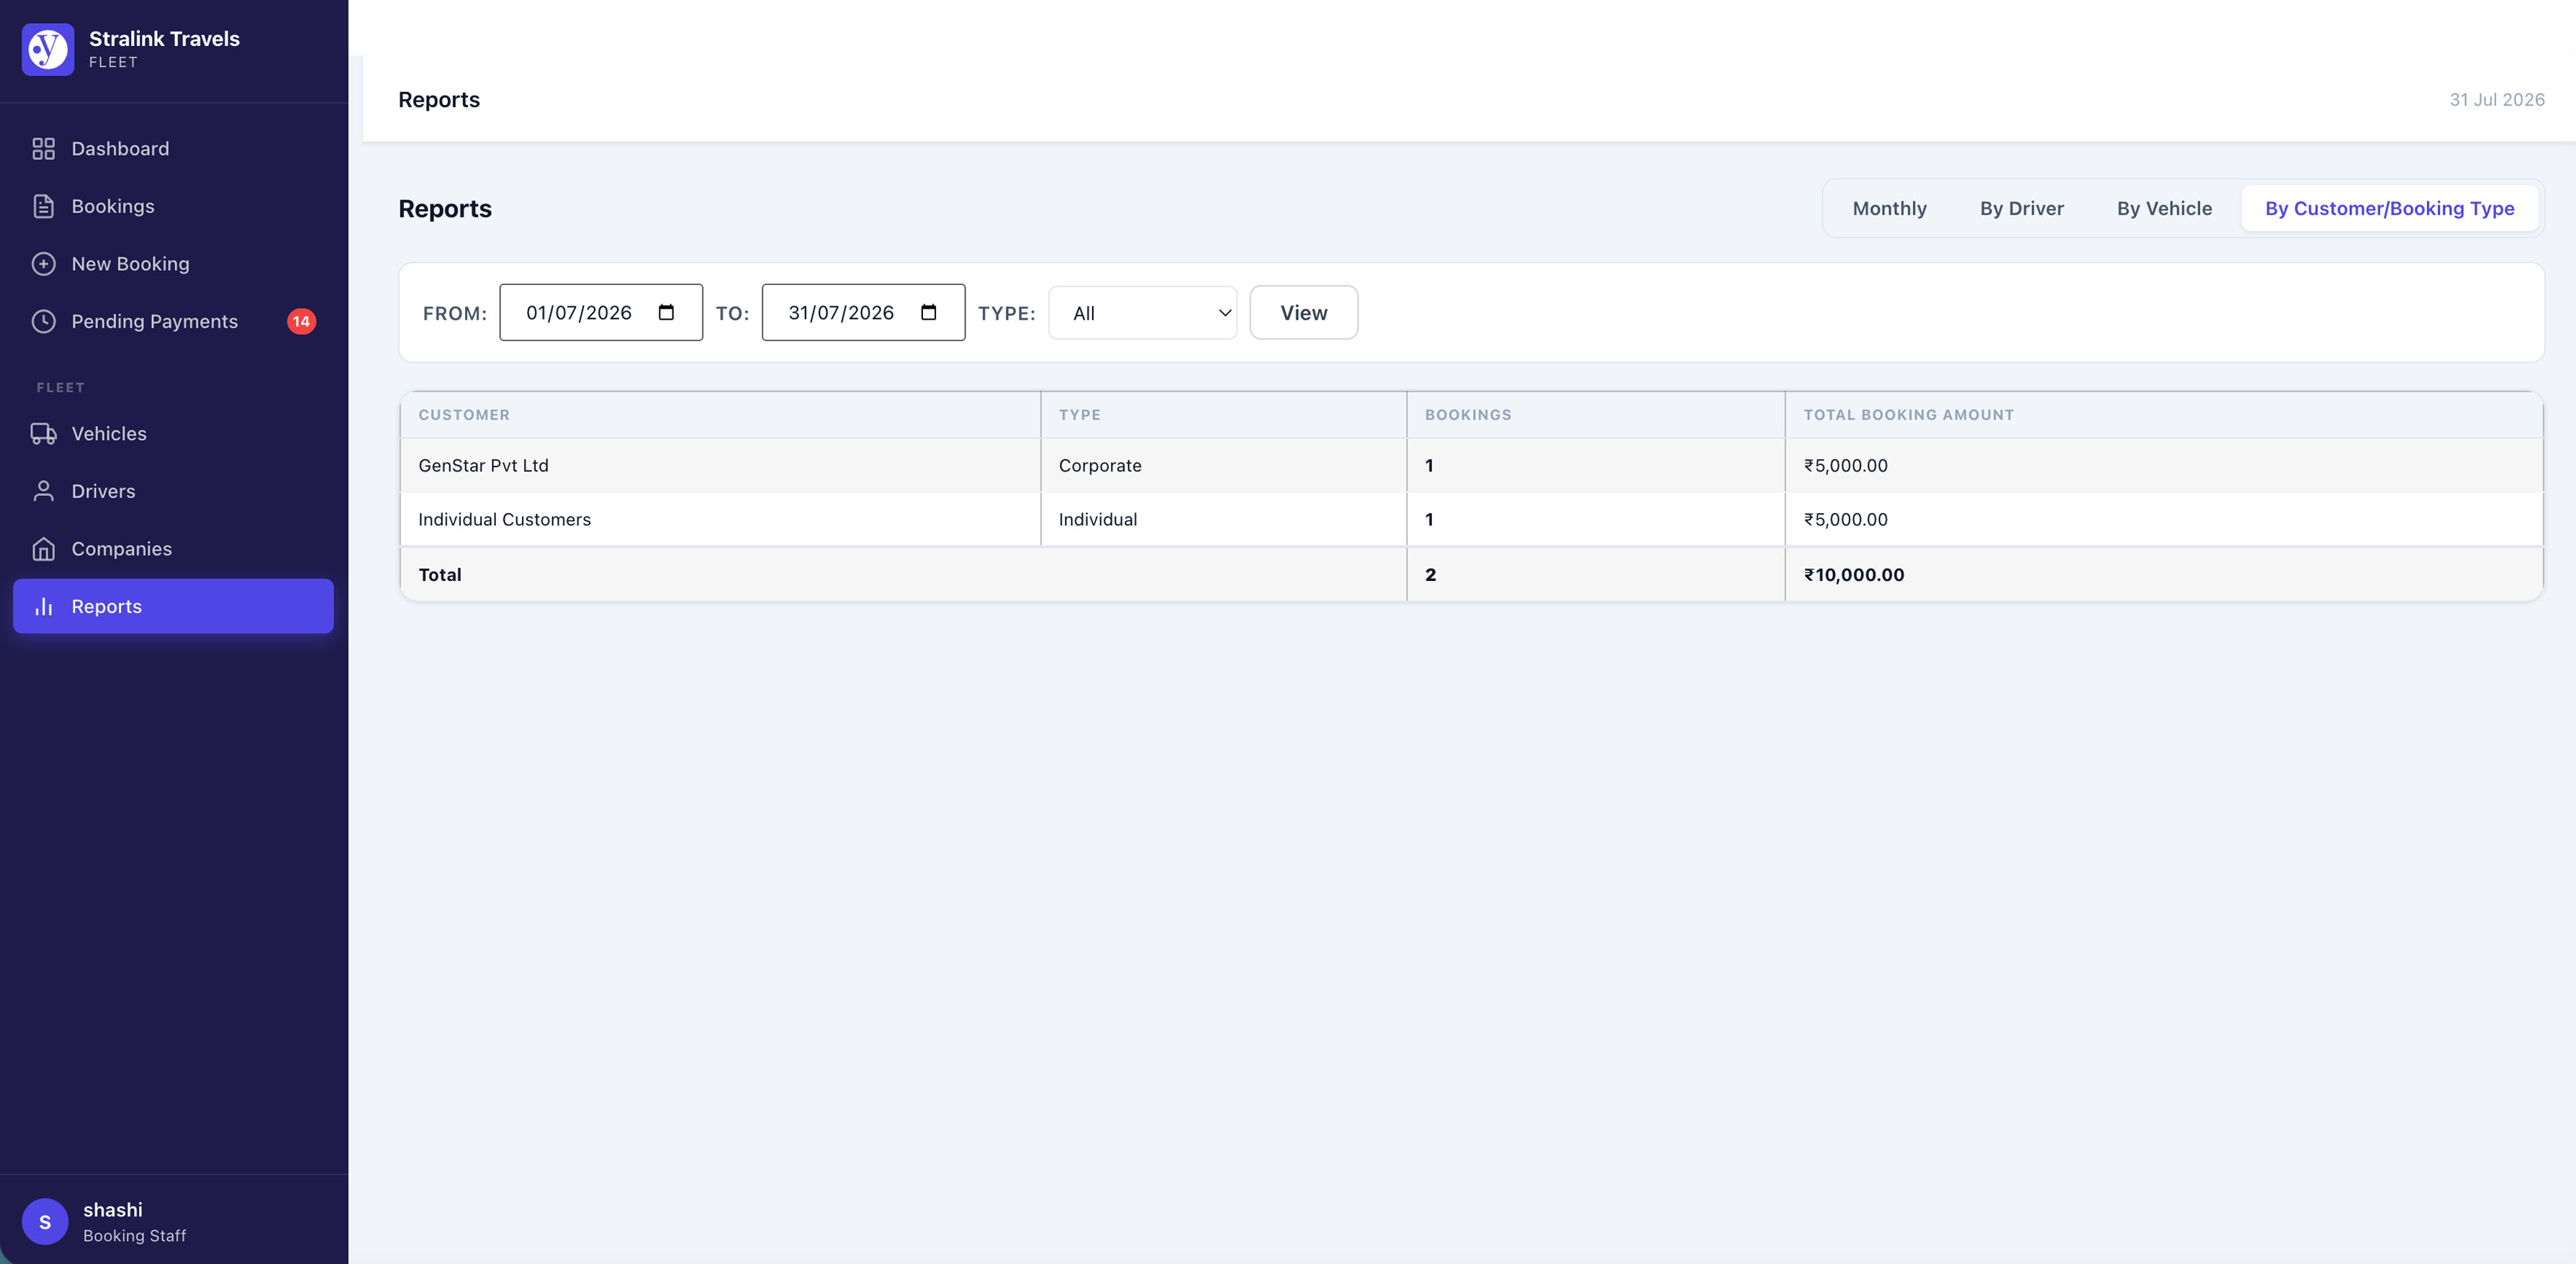 Stralink Travels
FLEET
Dashboard
Bookings
New Booking
Pending Payments 14
FLEET
Vehicles
Drivers
Companies
Reports
S
shashi
Booking Staff
Reports 31 Jul 2026
Reports Monthly By Driver By Vehicle By Customer/Booking Type
FROM: 01/07/2026 TO: 31/07/2026 TYPE: All View
CUSTOMER TYPE BOOKINGS TOTAL BOOKING AMOUNT
GenStar Pvt Ltd Corporate 1 ₹5,000.00
Individual Customers Individual 1 ₹5,000.00
Total 2 ₹10,000.00